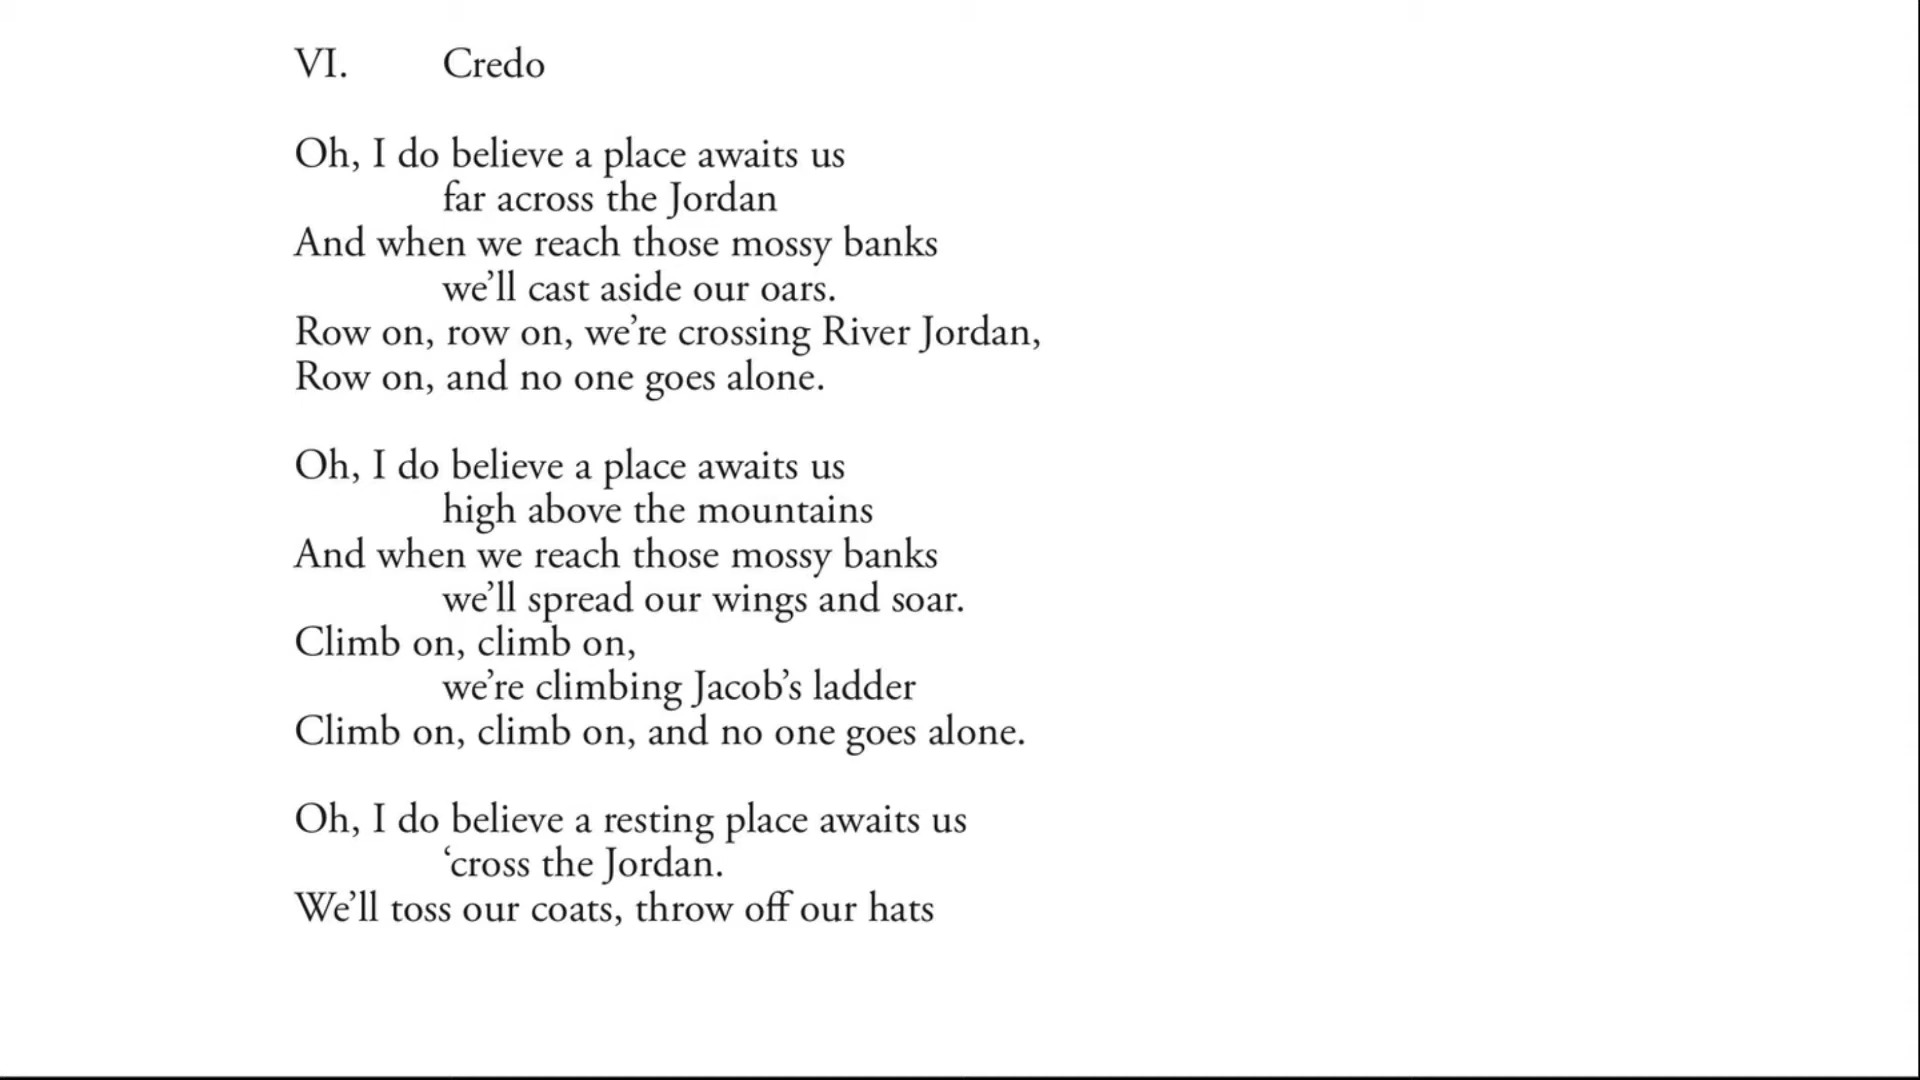 VI. Credo
Oh, I do believe a place awaits us
far across the Jordan
And when we reach those mossy banks
we’ll cast aside our oars.
Row on, row on, we’re crossing River Jordan,
Row on, and no one goes alone.
Oh, I do believe a place awaits us
high above the mountains
And when we reach those mossy banks
we’ll spread our wings and soar.
Climb on, climb on,
we’re climbing Jacob’s ladder
Climb on, climb on, and no one goes alone.
Oh, I do believe a resting place awaits us
‘cross the Jordan.
We’ll toss our coats, throw off our hats